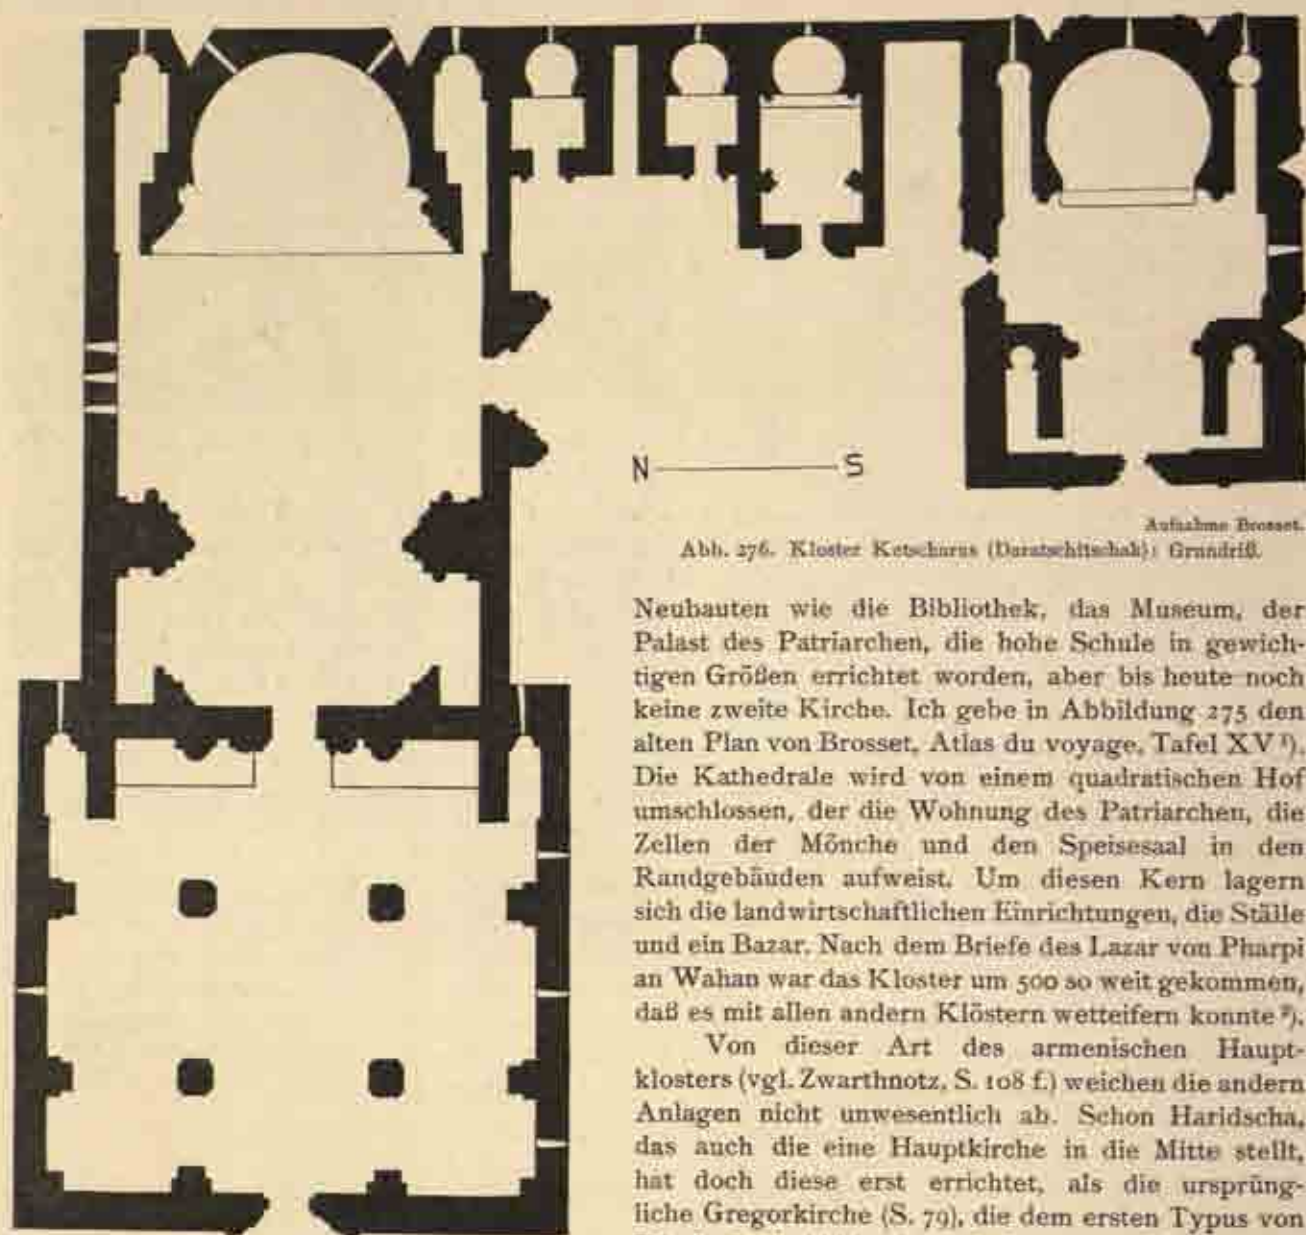 N S
Aufnahme Brosset.
Abb. 276. Kloster Ketscharus (Daratschitschak): Grundriß.
Neubauten wie die Bibliothek, das Museum, der
Palast des Patriarchen, die hohe Schule in gewich-
tigen Größen errichtet worden, aber bis heute noch
keine zweite Kirche. Ich gebe in Abbildung 275 den
alten Plan von Brosset, Atlas du voyage, Tafel XV ¹).
Die Kathedrale wird von einem quadratischen Hof
umschlossen, der die Wohnung des Patriarchen, die
Zellen der Mönche und den Speisesaal in den
Randgebäuden aufweist. Um diesen Kern lagern
sich die landwirtschaftlichen Einrichtungen, die Ställe
und ein Bazar. Nach dem Briefe des Lazar von Pharpi
an Wahan war das Kloster um 500 so weit gekommen,
daß es mit allen andern Klöstern wetteifern konnte ²).
Von dieser Art des armenischen Haupt-
klosters (vgl. Zwarthnotz, S. 108 f.) weichen die andern
Anlagen nicht unwesentlich ab. Schon Haridscha,
das auch die eine Hauptkirche in die Mitte stellt,
hat doch diese erst errichtet, als die ursprüng-
liche Gregorkirche (S. 79), die dem ersten Typus von